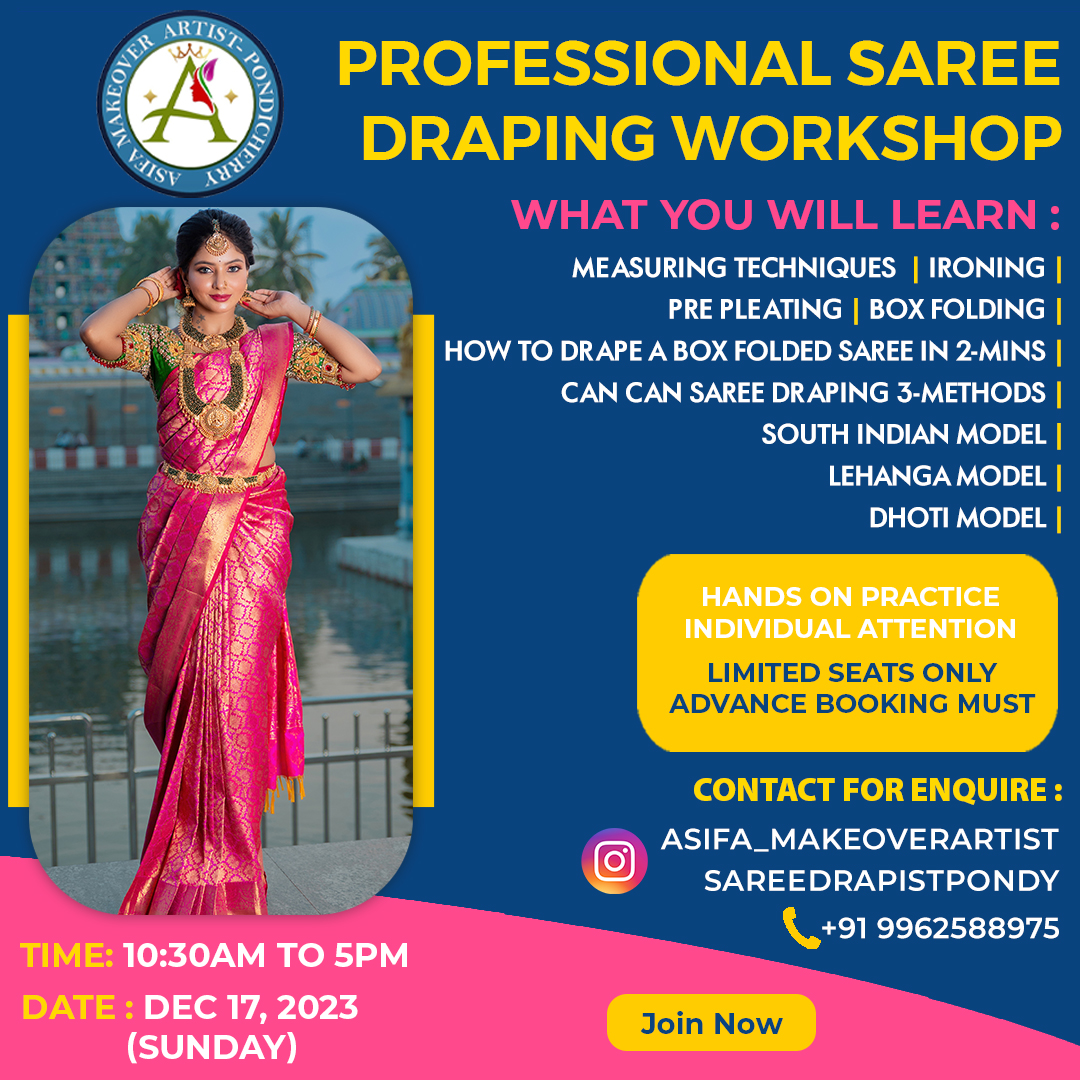 ASIFA MAKEOVER ARTIST- PONDICHERRY
A
PROFESSIONAL SAREE
DRAPING WORKSHOP
WHAT YOU WILL LEARN :
MEASURING TECHNIQUES | IRONING |
PRE PLEATING | BOX FOLDING |
HOW TO DRAPE A BOX FOLDED SAREE IN 2-MINS |
CAN CAN SAREE DRAPING 3-METHODS |
SOUTH INDIAN MODEL |
LEHANGA MODEL |
DHOTI MODEL |
HANDS ON PRACTICE
INDIVIDUAL ATTENTION
LIMITED SEATS ONLY
ADVANCE BOOKING MUST
CONTACT FOR ENQUIRE :
ASIFA_MAKEOVERARTIST
SAREEDRAPISTPONDY
+91 9962588975
TIME: 10:30AM TO 5PM
DATE : DEC 17, 2023
(SUNDAY)
Join Now